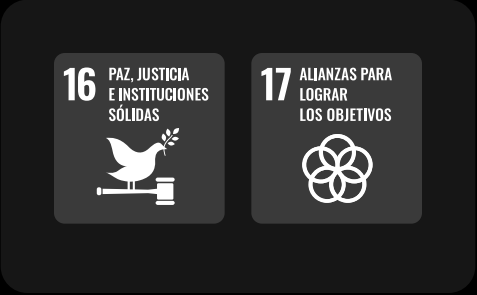 16
PAZ, JUSTICIA
E INSTITUCIONES
SÓLIDAS
17
ALIANZAS PARA
LOGRAR
LOS OBJETIVOS